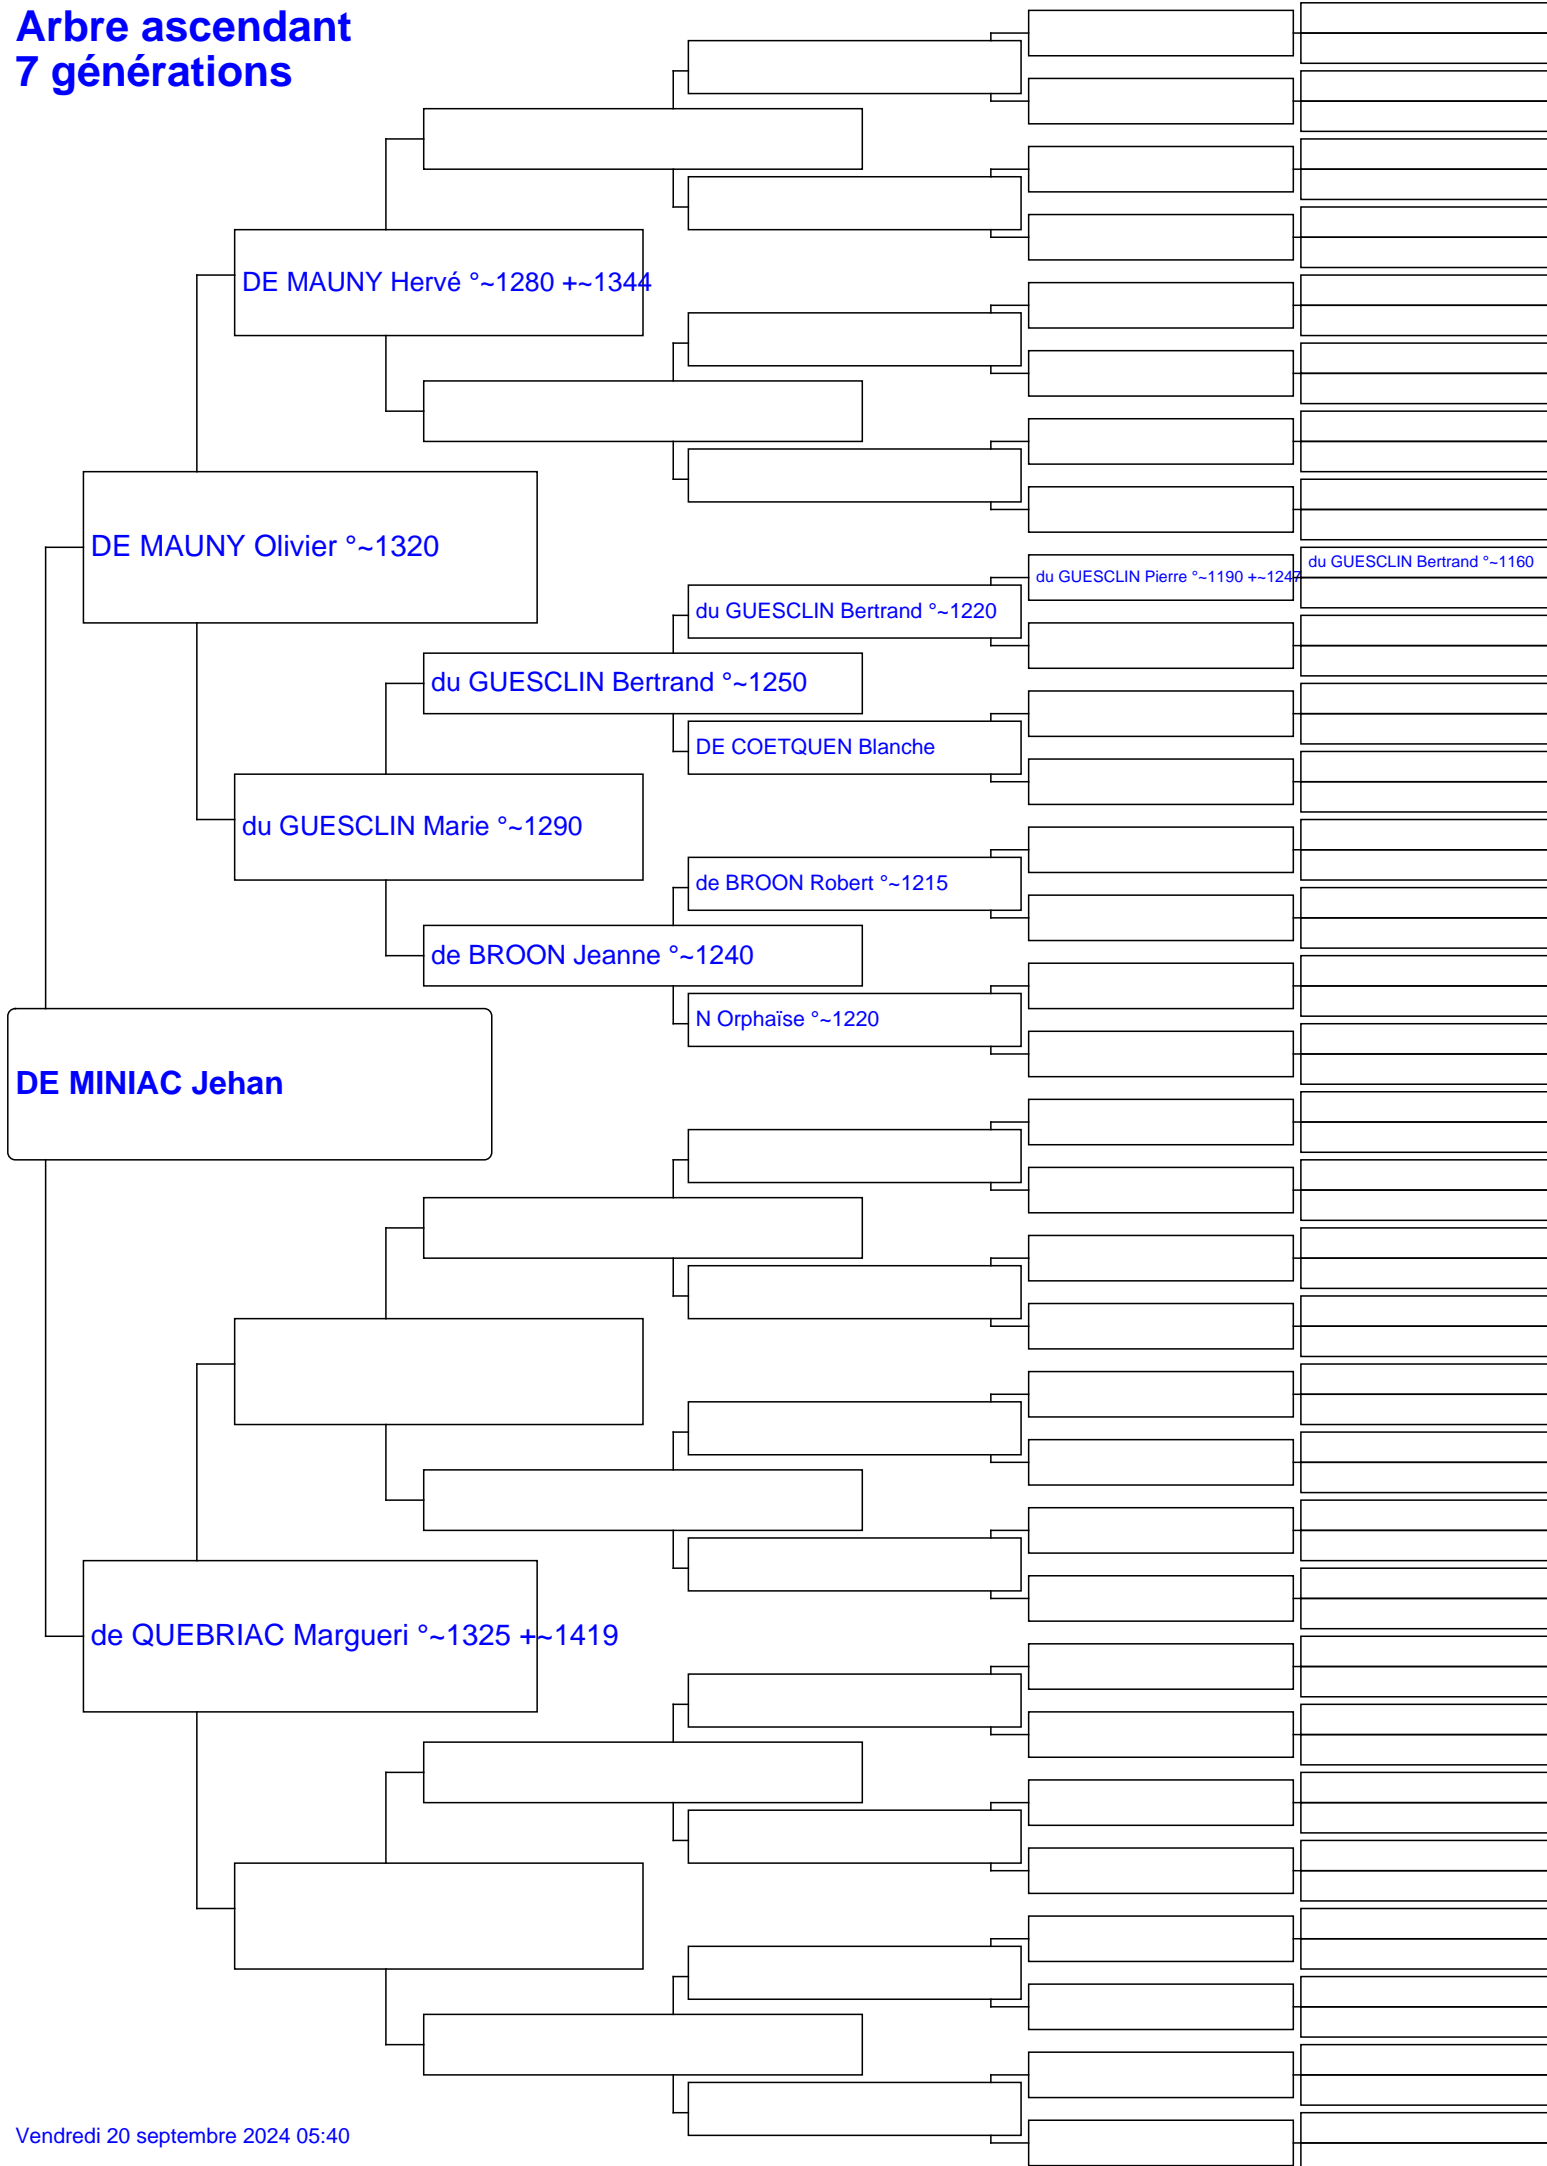 Arbre ascendant
7 générations
DE MAUNY Hervé °~1280 +~1344
DE MAUNY Olivier °~1320
du GUESCLIN Pierre °~1190 +~1247
du GUESCLIN Bertrand °~1160
du GUESCLIN Bertrand °~1220
du GUESCLIN Bertrand °~1250
DE COETQUEN Blanche
du GUESCLIN Marie °~1290
de BROON Robert °~1215
de BROON Jeanne °~1240
N Orphaïse °~1220
DE MINIAC Jehan
de QUEBRIAC Margueri °~1325 +~1419
Vendredi 20 septembre 2024 05:40